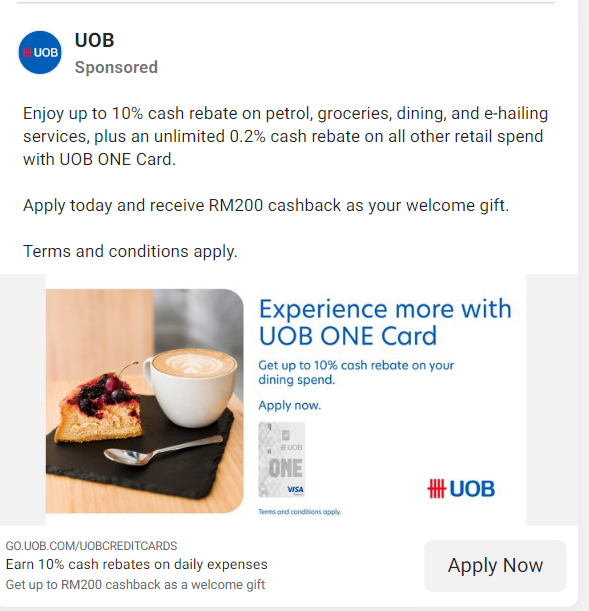 UOB
UOB
Sponsored
Enjoy up to 10% cash rebate on petrol, groceries, dining, and e-hailing
services, plus an unlimited 0.2% cash rebate on all other retail spend
with UOB ONE Card.
Apply today and receive RM200 cashback as your welcome gift.
Terms and conditions apply.
Experience more with
UOB ONE Card
Get up to 10% cash rebate on your
dining spend.
Apply now.
UOB
ONE
VISA
UOB
Terms and conditions apply.
GO.UOB.COM/UOBCREDITCARDS
Earn 10% cash rebates on daily expenses
Get up to RM200 cashback as a welcome gift
Apply Now